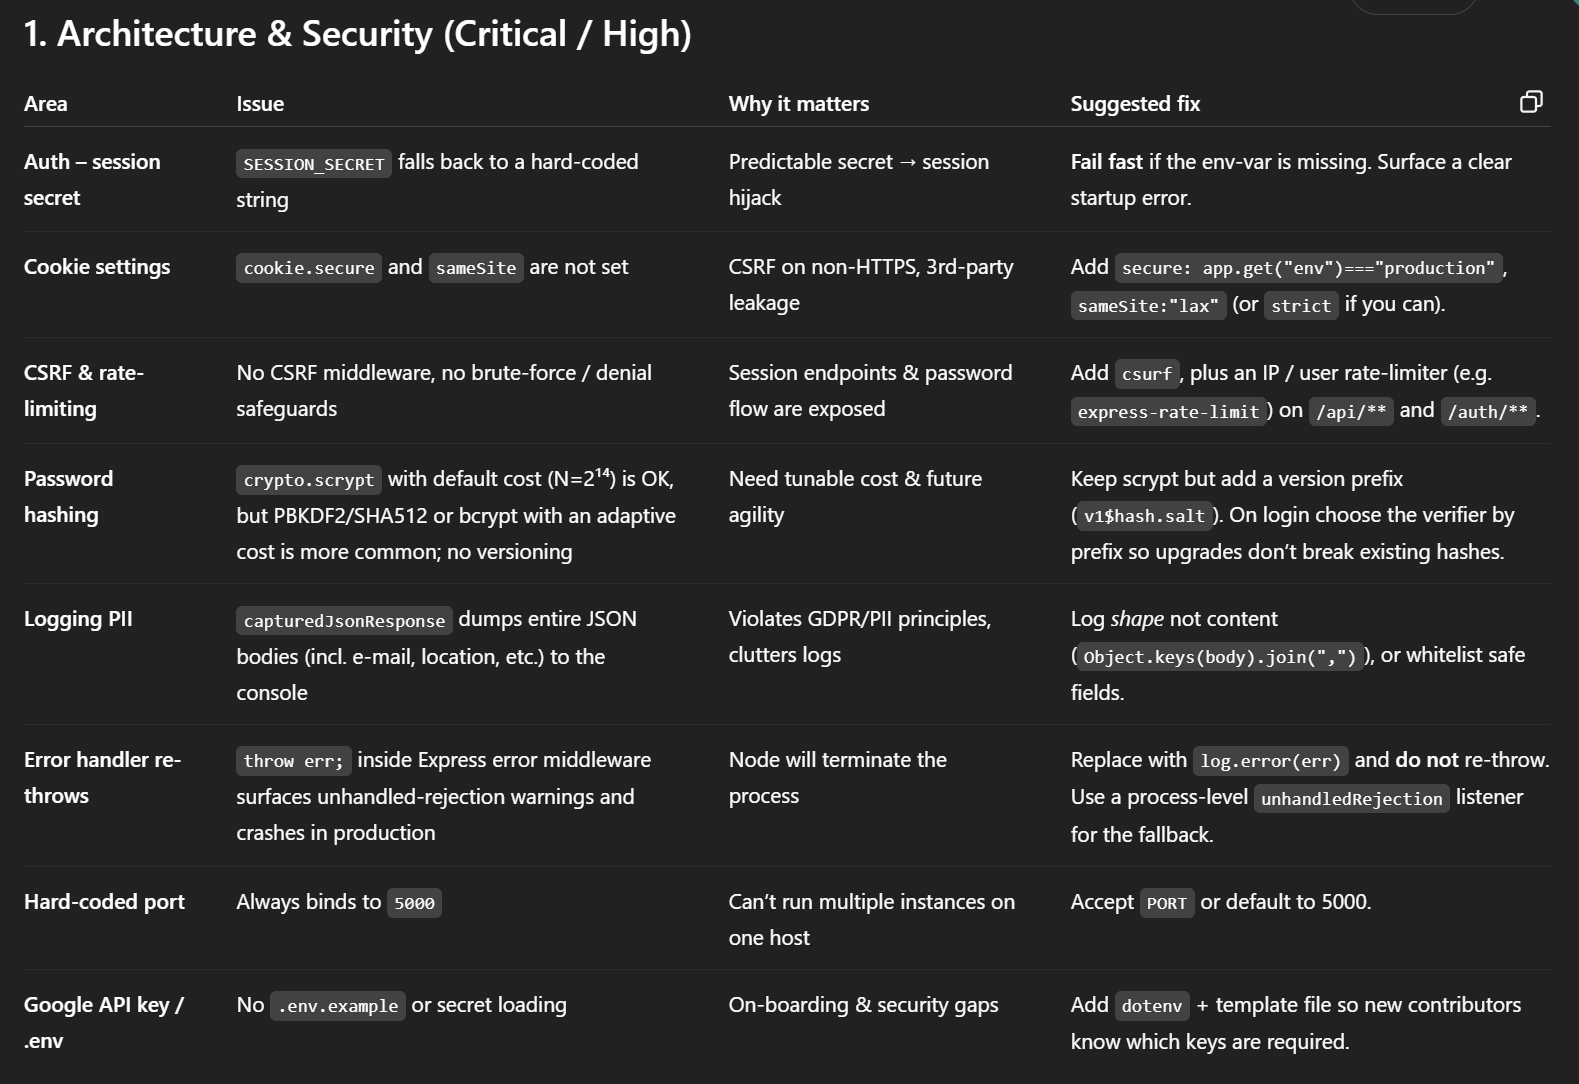 1. Architecture & Security (Critical / High)
Area Issue Why it matters Suggested fix
Auth – session SESSION_SECRET falls back to a hard-coded Predictable secret → session Fail fast if the env-var is missing. Surface a clear
secret string hijack startup error.
Cookie settings cookie.secure and sameSite are not set CSRF on non-HTTPS, 3rd-party Add secure: app.get("env")==="production",
leakage sameSite:"lax" (or strict if you can).
CSRF & rate- No CSRF middleware, no brute-force / denial Session endpoints & password Add csurf, plus an IP / user rate-limiter (e.g.
limiting safeguards flow are exposed express-rate-limit) on /api/** and /auth/**.
Password crypto.scrypt with default cost (N=2¹⁴) is OK, Need tunable cost & future Keep scrypt but add a version prefix
hashing but PBKDF2/SHA512 or bcrypt with an adaptive agility (v1$hash.salt). On login choose the verifier by
cost is more common; no versioning prefix so upgrades don’t break existing hashes.
Logging PII capturedJsonResponse dumps entire JSON Violates GDPR/PII principles, Log shape not content
bodies (incl. e-mail, location, etc.) to the clutters logs (Object.keys(body).join(",")), or whitelist safe
console fields.
Error handler re- throw err; inside Express error middleware Node will terminate the Replace with log.error(err) and do not re-throw.
throws surfaces unhandled-rejection warnings and process Use a process-level unhandledRejection listener
crashes in production for the fallback.
Hard-coded port Always binds to 5000 Can’t run multiple instances on Accept PORT or default to 5000.
one host
Google API key / No .env.example or secret loading On-boarding & security gaps Add dotenv + template file so new contributors
.env know which keys are required.